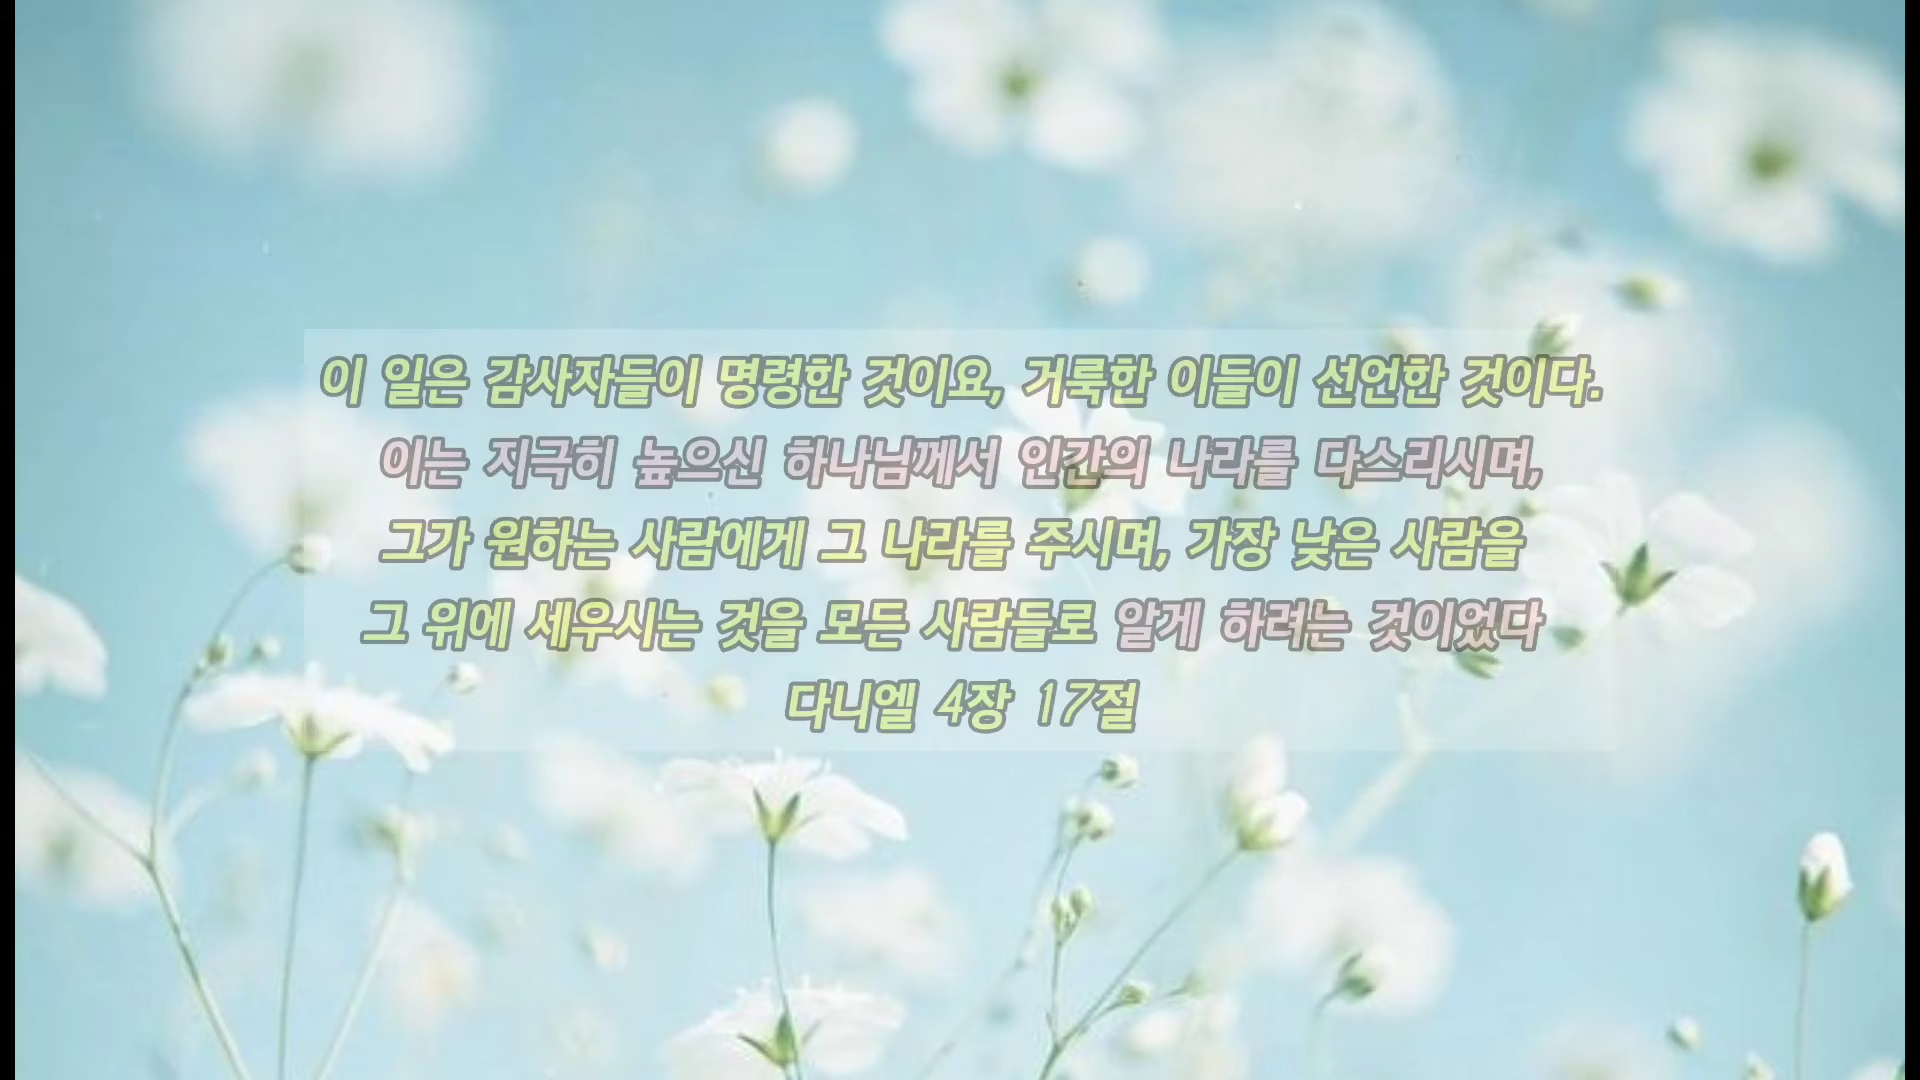 이 일은 감사자들이 명령한 것이요, 거룩한 이들이 선언한 것이다.
이는 지극히 높으신 하나님께서 인간의 나라를 다스리시며,
그가 원하는 사람에게 그 나라를 주시며, 가장 낮은 사람을
그 위에 세우시는 것을 모든 사람들로 알게 하려는 것이었다
다니엘 4장 17절